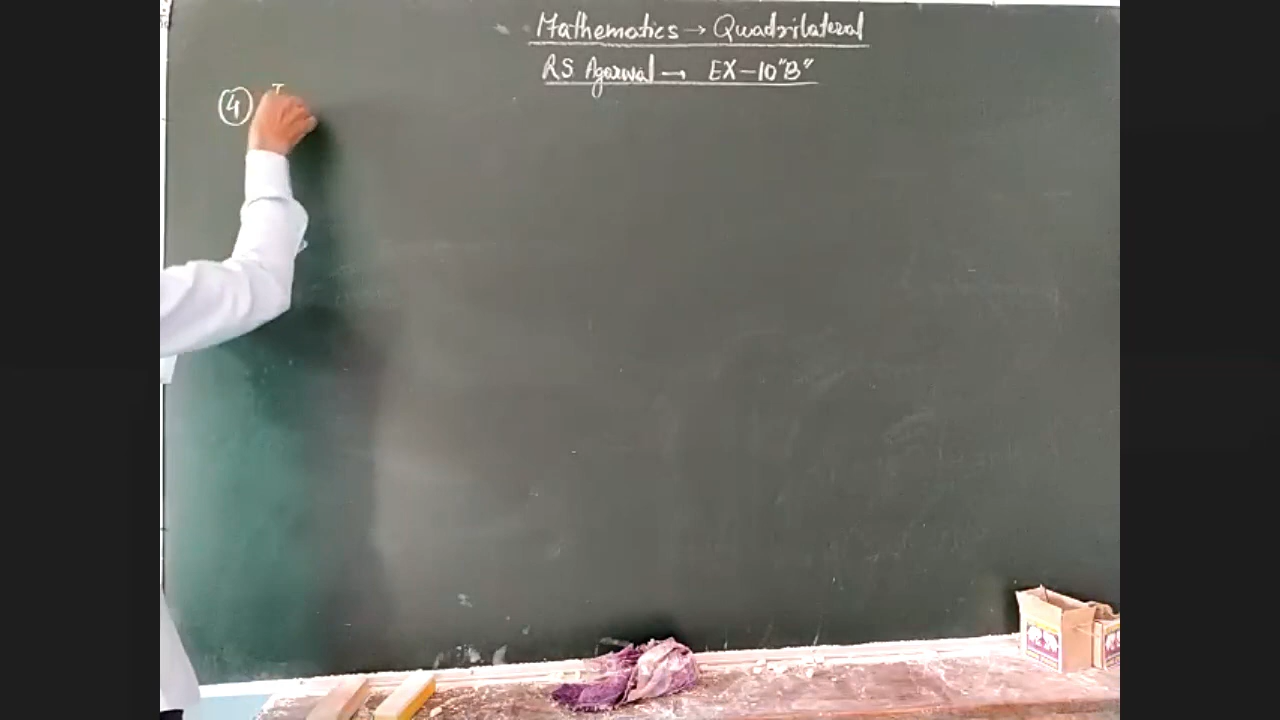 Mathematics → Quadrilateral
RS Agarwal → EX-10"B"
④ I